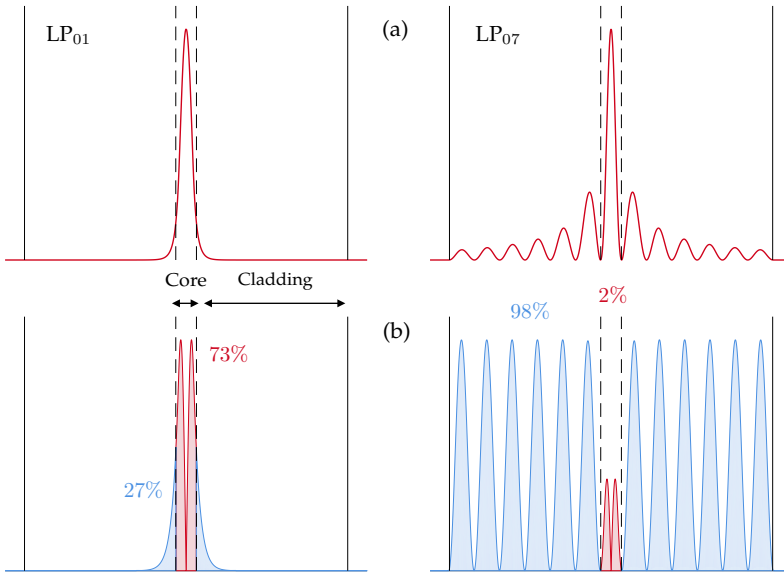 LP₀₁
(a)
LP₀₇
Core
Cladding
2%
98%
(b)
73%
27%